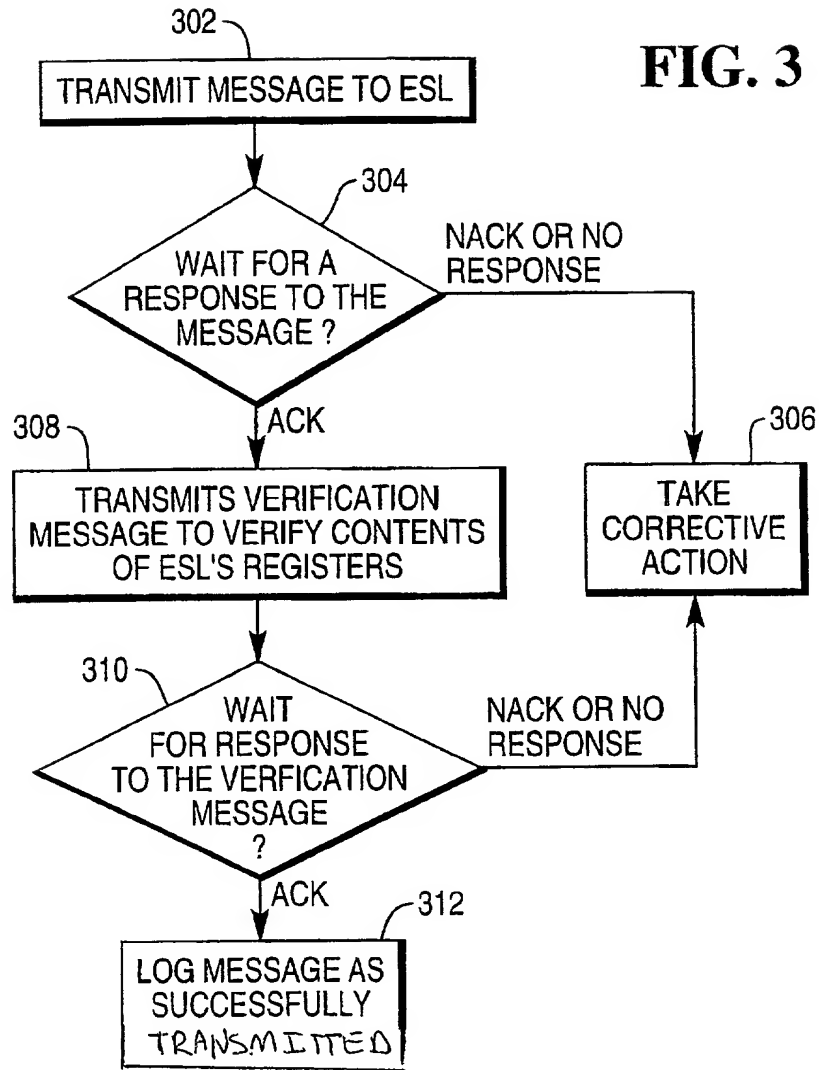 302
FIG. 3
TRANSMIT MESSAGE TO ESL
304
NACK OR NO
RESPONSE
WAIT FOR A
RESPONSE TO THE
MESSAGE ?
ACK
308
306
TRANSMITS VERIFICATION
MESSAGE TO VERIFY CONTENTS
OF ESL'S REGISTERS
TAKE
CORRECTIVE
ACTION
310
WAIT
FOR RESPONSE
TO THE VERFICATION
MESSAGE
?
NACK OR NO
RESPONSE
ACK
312
LOG MESSAGE AS
SUCCESSFULLY
TRANSMITTED